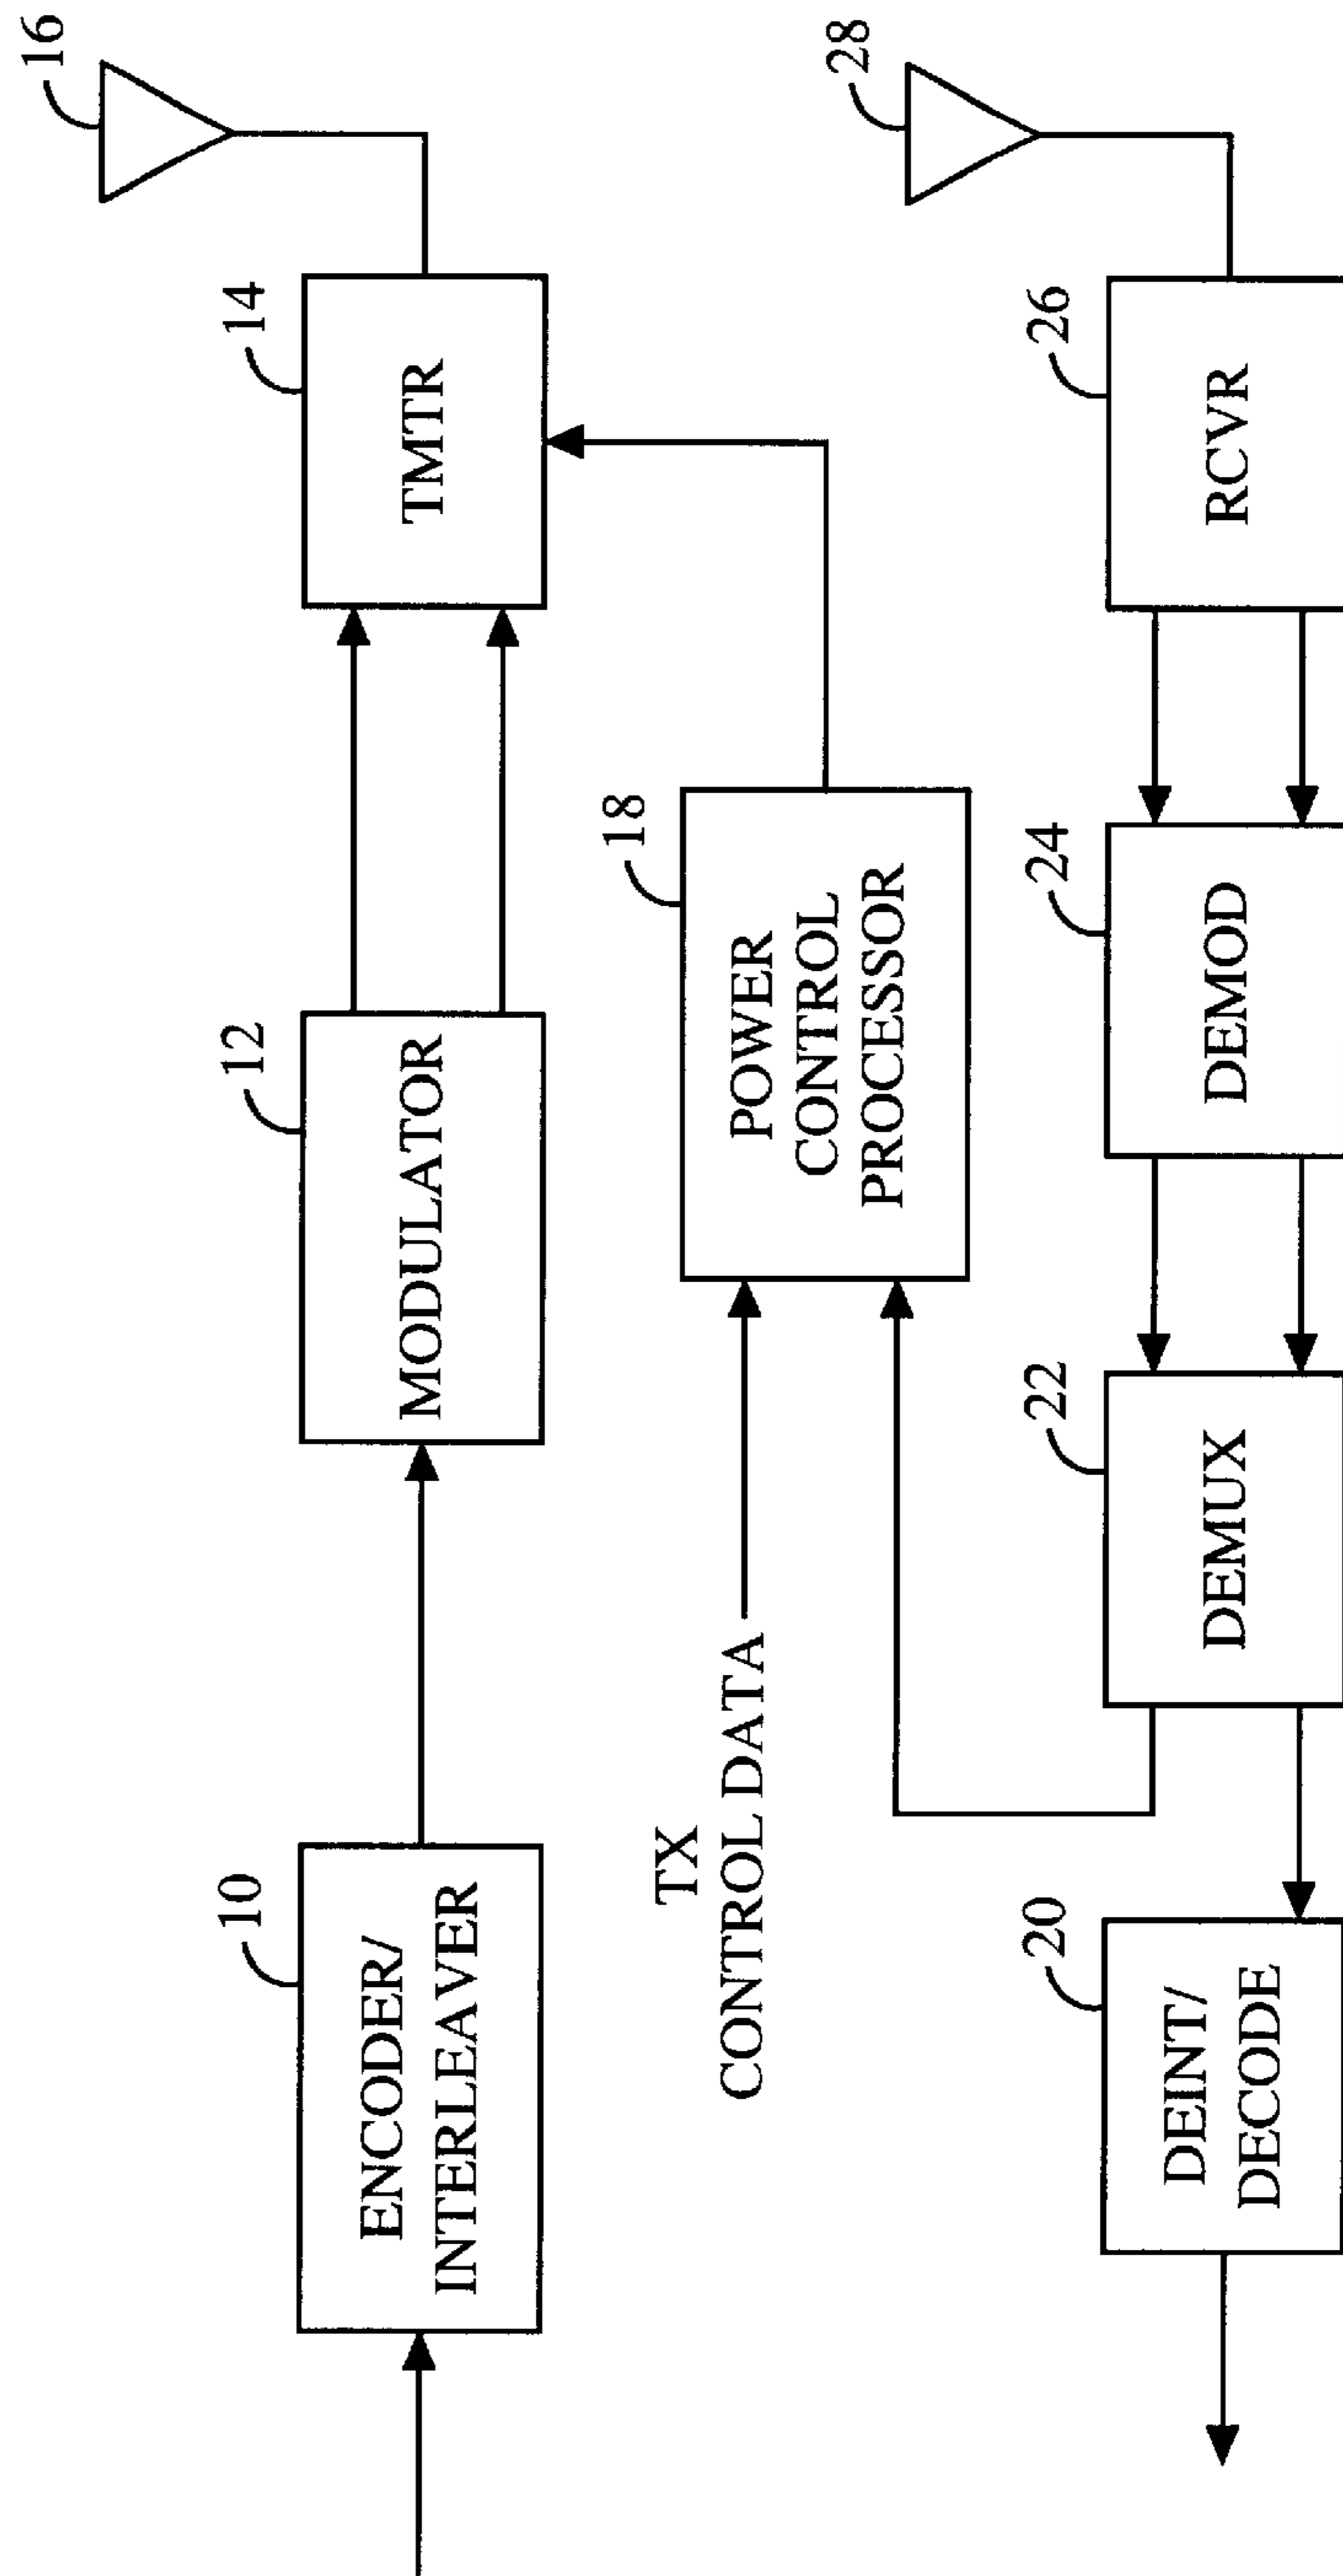 10
ENCODER/
INTERLEAVER
12
MODULATOR
14
TMTR
16
TX
CONTROL DATA
18
POWER
CONTROL
PROCESSOR
20
DEINT/
DECODE
22
DEMUX
24
DEMOD
26
RCVR
28